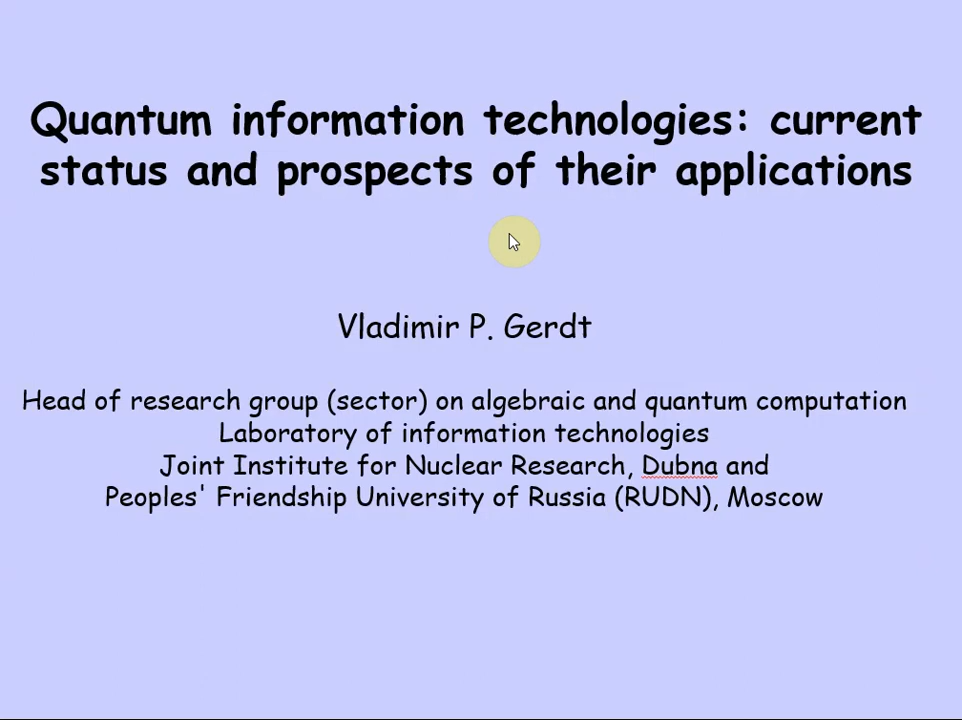 Quantum information technologies: current
status and prospects of their applications
Vladimir P. Gerdt
Head of research group (sector) on algebraic and quantum computation
Laboratory of information technologies
Joint Institute for Nuclear Research, Dubna and
Peoples' Friendship University of Russia (RUDN), Moscow